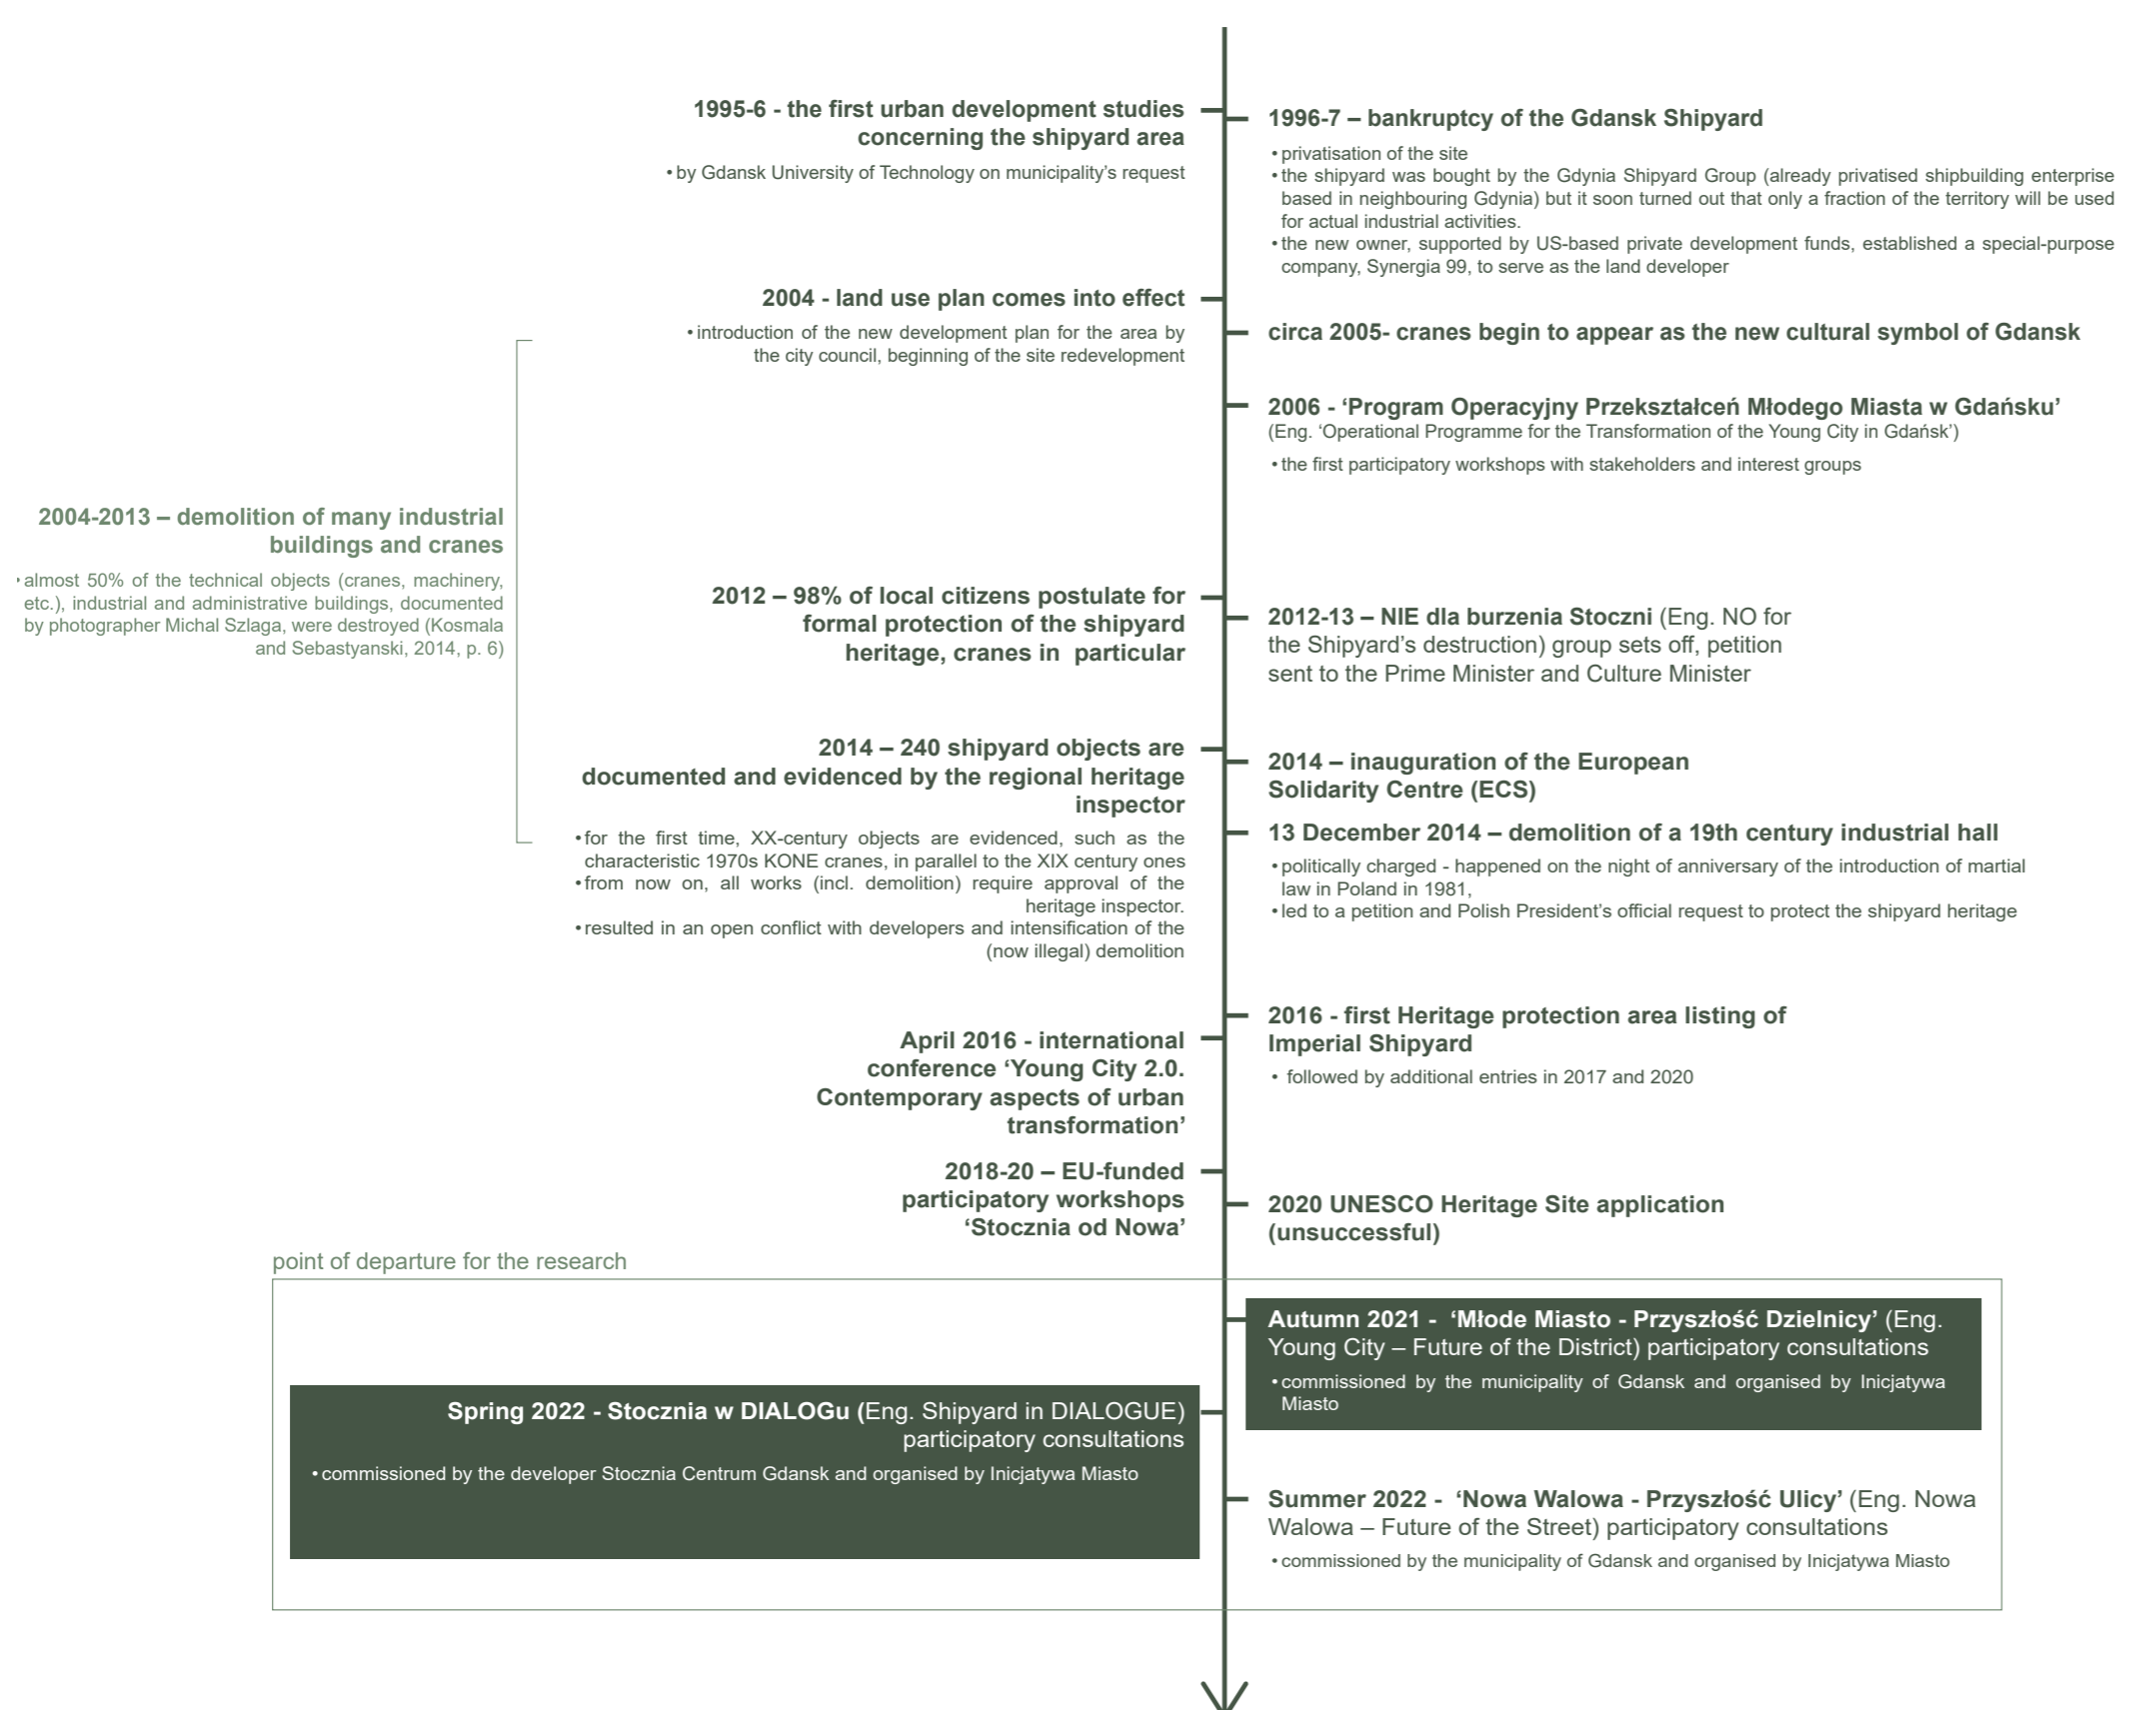 1995-6 - the first urban development studies
concerning the shipyard area
• by Gdansk University of Technology on municipality's request
1996-7 – bankruptcy of the Gdansk Shipyard
• privatisation of the site
• the shipyard was bought by the Gdynia Shipyard Group (already privatised shipbuilding enterprise
based in neighbouring Gdynia) but it soon turned out that only a fraction of the territory will be used
for actual industrial activities.
• the new owner, supported by US-based private development funds, established a special-purpose
company, Synergia 99, to serve as the land developer
2004 - land use plan comes into effect
• introduction of the new development plan for the area by
the city council, beginning of the site redevelopment
circa 2005- cranes begin to appear as the new cultural symbol of Gdansk
2006 - ‘Program Operacyjny Przekształceń Młodego Miasta w Gdańsku’
(Eng. ‘Operational Programme for the Transformation of the Young City in Gdańsk’)
• the first participatory workshops with stakeholders and interest groups
2004-2013 – demolition of many industrial
buildings and cranes
• almost 50% of the technical objects (cranes, machinery,
etc.), industrial and administrative buildings, documented
by photographer Michal Szlaga, were destroyed (Kosmala
and Sebastyanski, 2014, p. 6)
2012 – 98% of local citizens postulate for
formal protection of the shipyard
heritage, cranes in particular
2012-13 – NIE dla burzenia Stoczni (Eng. NO for
the Shipyard’s destruction) group sets off, petition
sent to the Prime Minister and Culture Minister
2014 – 240 shipyard objects are
documented and evidenced by the regional heritage
inspector
• for the first time, XX-century objects are evidenced, such as the
characteristic 1970s KONE cranes, in parallel to the XIX century ones
• from now on, all works (incl. demolition) require approval of the
heritage inspector.
• resulted in an open conflict with developers and intensification of the
(now illegal) demolition
2014 – inauguration of the European
Solidarity Centre (ECS)
13 December 2014 – demolition of a 19th century industrial hall
• politically charged - happened on the night of anniversary of the introduction of martial
law in Poland in 1981,
• led to a petition and Polish President’s official request to protect the shipyard heritage
2016 - first Heritage protection area listing of
Imperial Shipyard
• followed by additional entries in 2017 and 2020
April 2016 - international
conference ‘Young City 2.0.
Contemporary aspects of urban
transformation’
2018-20 – EU-funded
participatory workshops
‘Stocznia od Nowa’
2020 UNESCO Heritage Site application
(unsuccessful)
point of departure for the research
Autumn 2021 - ‘Młode Miasto - Przyszłość Dzielnicy’ (Eng.
Young City – Future of the District) participatory consultations
• commissioned by the municipality of Gdansk and organised by Inicjatywa
Miasto
Spring 2022 - Stocznia w DIALOGu (Eng. Shipyard in DIALOGUE)
participatory consultations
• commissioned by the developer Stocznia Centrum Gdansk and organised by Inicjatywa Miasto
Summer 2022 - ‘Nowa Walowa - Przyszłość Ulicy’ (Eng. Nowa
Walowa – Future of the Street) participatory consultations
• commissioned by the municipality of Gdansk and organised by Inicjatywa Miasto